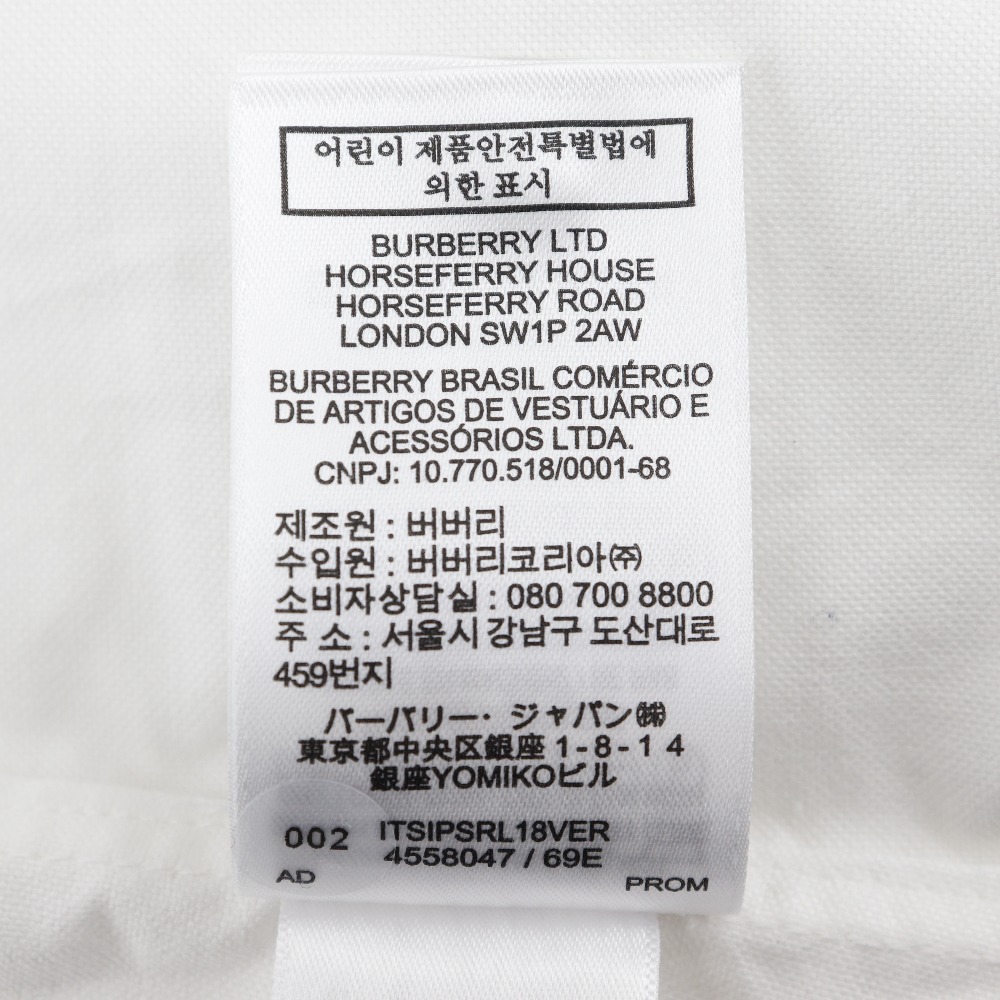 어린이 제품안전특별법에
의한 표시
BURBERRY LTD
HORSEFERRY HOUSE
HORSEFERRY ROAD
LONDON SW1P 2AW
BURBERRY BRASIL COMÉRCIO
DE ARTIGOS DE VESTUÁRIO E
ACESSÓRIOS LTDA.
CNPJ: 10.770.518/0001-68
제조원 : 버버리
수입원 : 버버리코리아㈜
소비자상담실 : 080 700 8800
주 소 : 서울시 강남구 도산대로
459번지
バーバリー・ジャパン㈱
東京都中央区銀座 1-8-14
銀座YOMIKOビル
002 ITSIPSRL18VER
4558047 / 69E
AD PROM